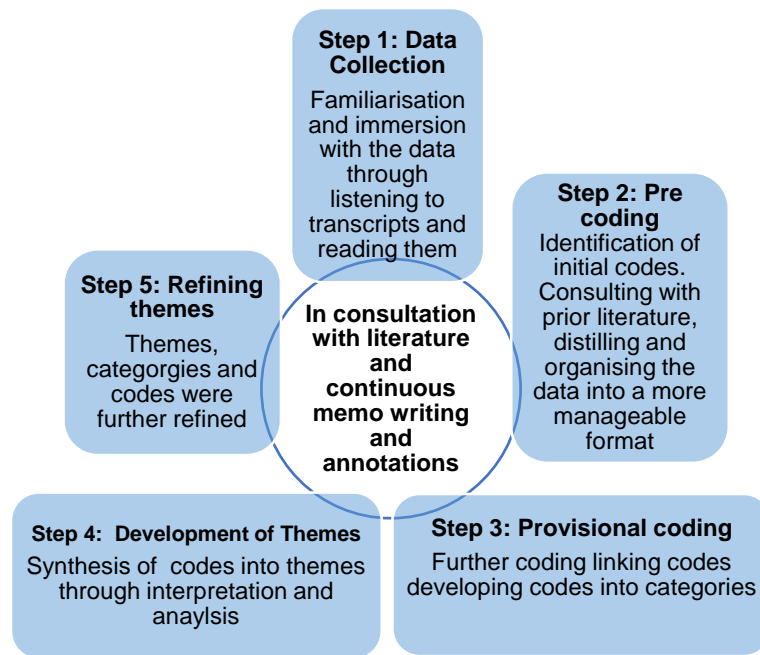 Step 1: Data
Collection
Familiarisation
and immersion
with the data
through
listening to
transcripts and
reading them
Step 2: Pre
coding
Identification of
initial codes.
Consulting with
prior literature,
distilling and
organising the
data into a more
manageable
format
Step 3: Provisional coding
Further coding linking codes
developing codes into categories
Step 4: Development of Themes
Synthesis of codes into themes
through interpretation and
anaylsis
Step 5: Refining
themes
Themes,
categorgies and
codes were
further refined
In consultation
with literature
and
continuous
memo writing
and
annotations